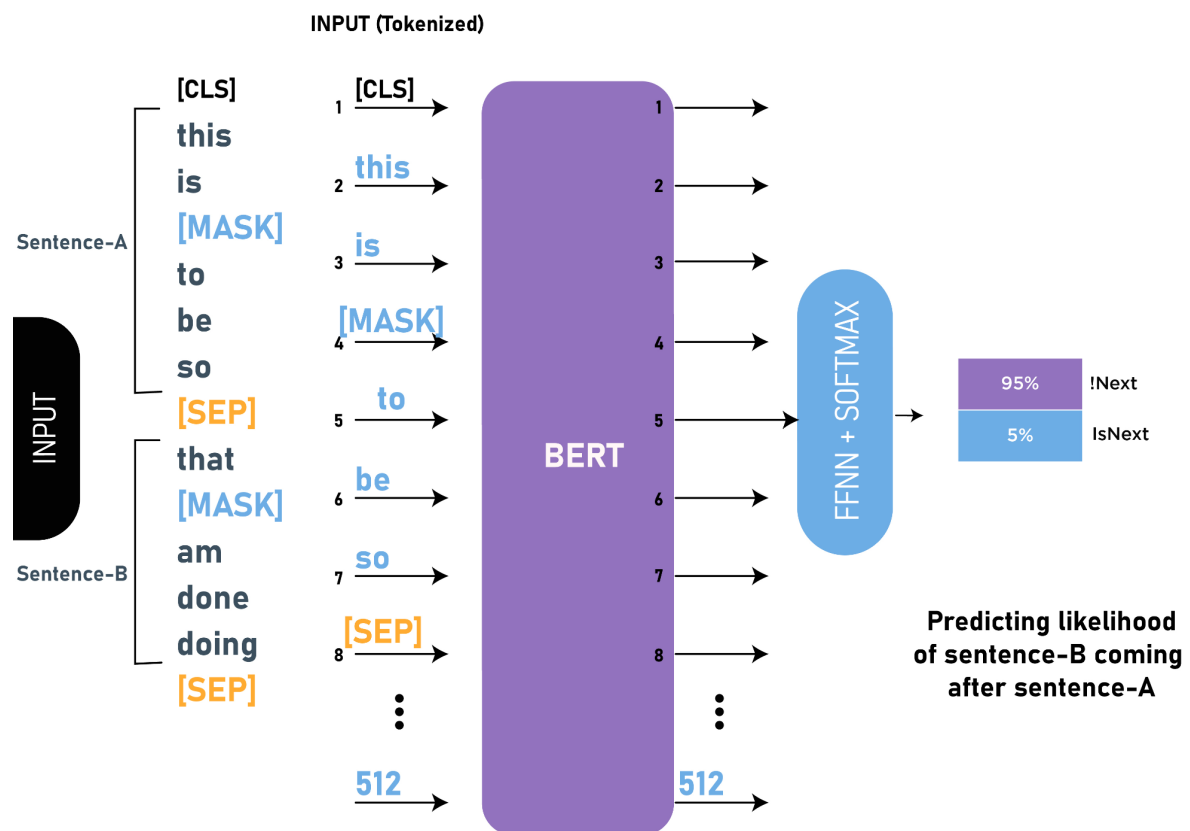 INPUT (Tokenized)
[CLS]
this
is
[MASK]
to
be
so
[SEP]
that
[MASK]
am
done
doing
[SEP]
Sentence-A
Sentence-B
INPUT
1 [CLS]
2 this
3 is
4 [MASK]
5 to
6 be
7 so
8 [SEP]
512
BERT
1
2
3
4
5
6
7
8
512
FFNN + SOFTMAX
95% !Next
5% IsNext
Predicting likelihood
of sentence-B coming
after sentence-A